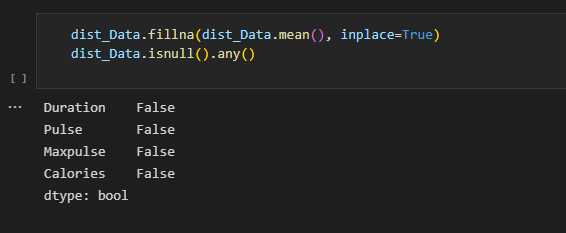 dist_Data.fillna(dist_Data.mean(), inplace=True)
dist_Data.isnull().any()
[ ]
... Duration    False
Pulse       False
Maxpulse    False
Calories    False
dtype: bool